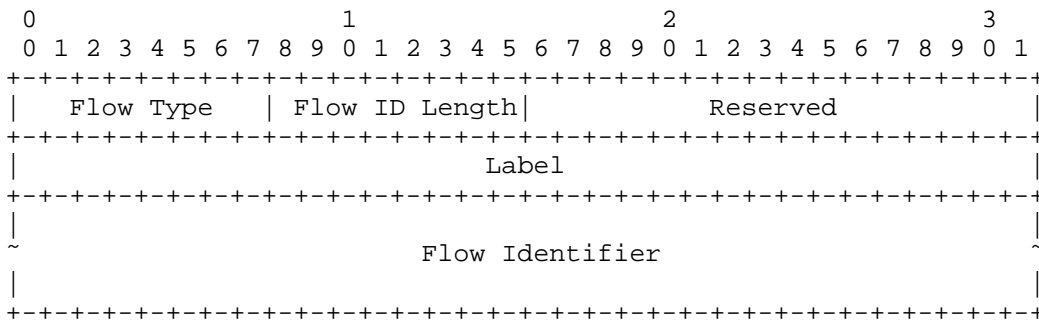 0                   1                   2                   3
 0 1 2 3 4 5 6 7 8 9 0 1 2 3 4 5 6 7 8 9 0 1 2 3 4 5 6 7 8 9 0 1
+-+-+-+-+-+-+-+-+-+-+-+-+-+-+-+-+-+-+-+-+-+-+-+-+-+-+-+-+-+-+-+-+
|   Flow Type   | Flow ID Length|           Reserved            |
+-+-+-+-+-+-+-+-+-+-+-+-+-+-+-+-+-+-+-+-+-+-+-+-+-+-+-+-+-+-+-+-+
|                             Label                             |
+-+-+-+-+-+-+-+-+-+-+-+-+-+-+-+-+-+-+-+-+-+-+-+-+-+-+-+-+-+-+-+-+
|                                                               |
~                         Flow Identifier                       ~
|                                                               |
+-+-+-+-+-+-+-+-+-+-+-+-+-+-+-+-+-+-+-+-+-+-+-+-+-+-+-+-+-+-+-+-+